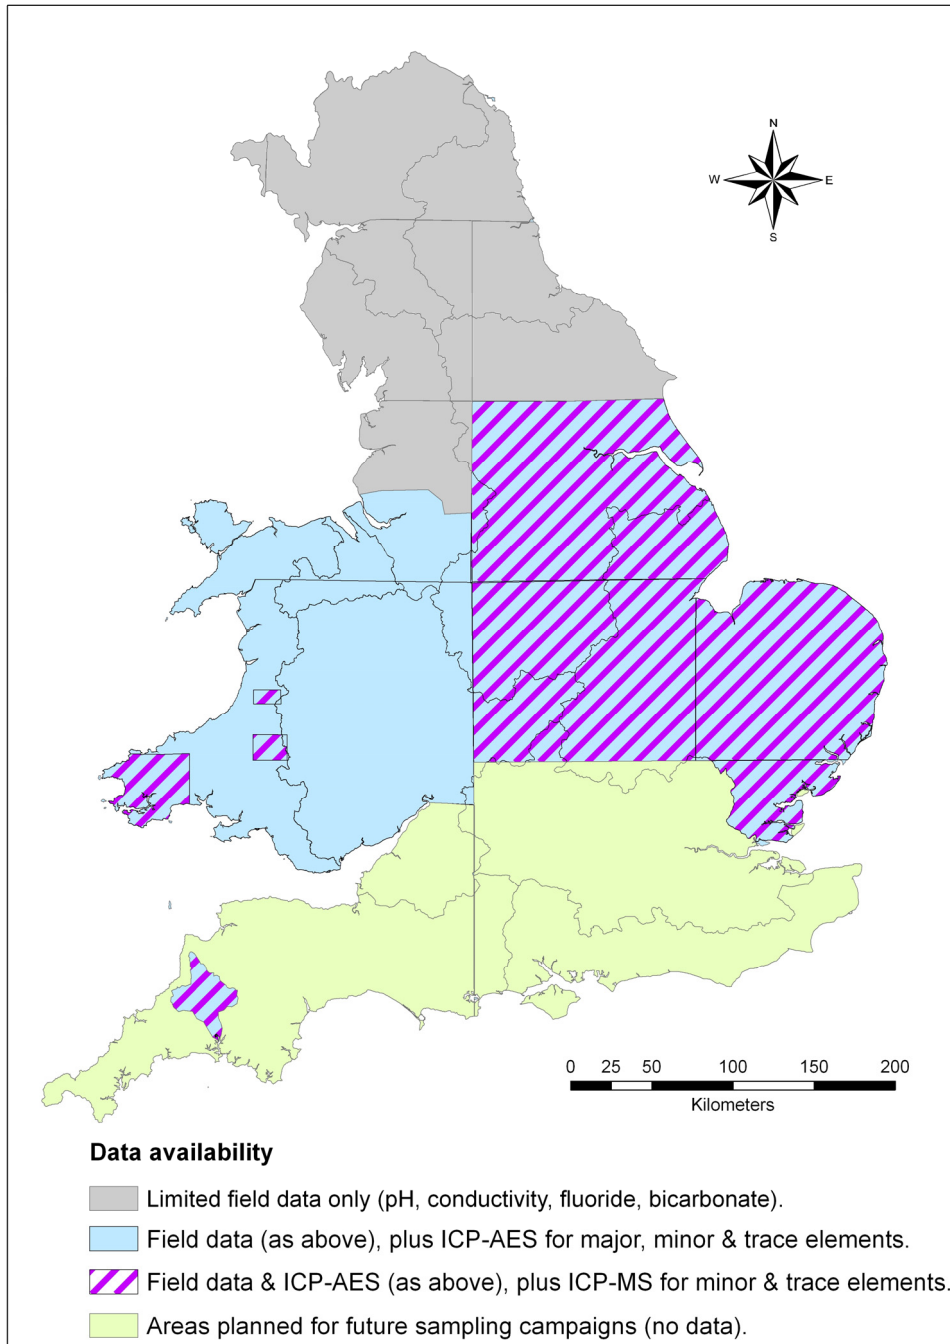 N
W E
S
0 25 50 100 150 200
Kilometers
Data availability
Limited field data only (pH, conductivity, fluoride, bicarbonate).
Field data (as above), plus ICP-AES for major, minor & trace elements.
Field data & ICP-AES (as above), plus ICP-MS for minor & trace elements.
Areas planned for future sampling campaigns (no data).